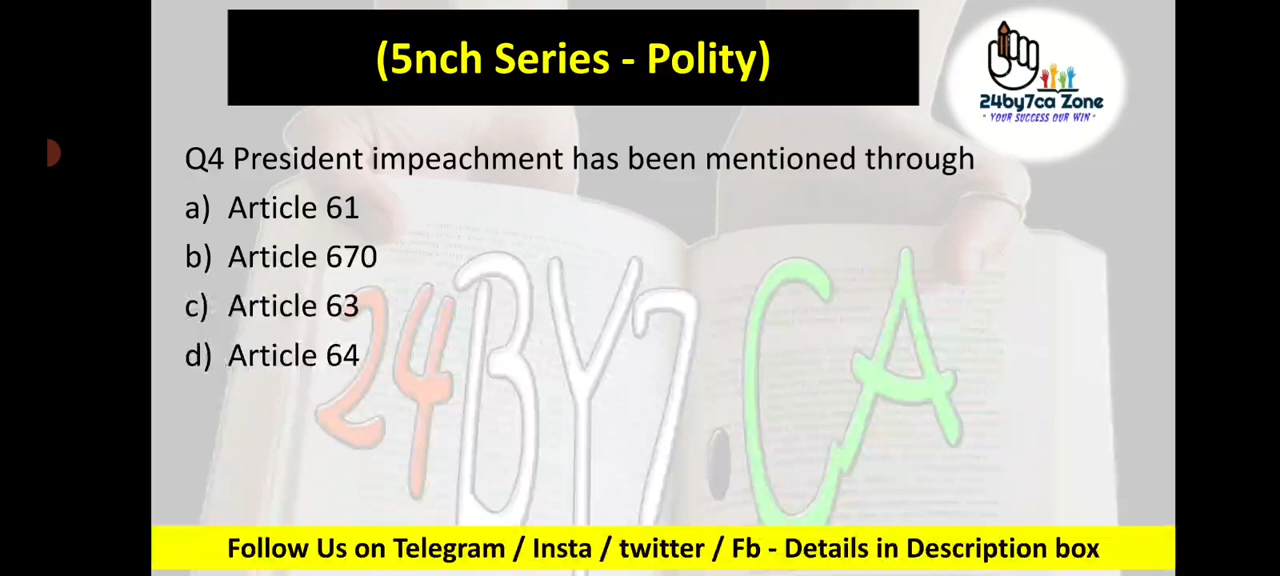 (5nch Series - Polity)
24by7ca Zone
" YOUR SUCCESS OUR WIN "
Q4 President impeachment has been mentioned through
a) Article 61
b) Article 670
c) Article 63
d) Article 64
24BY7 CA
Follow Us on Telegram / Insta / twitter / Fb - Details in Description box